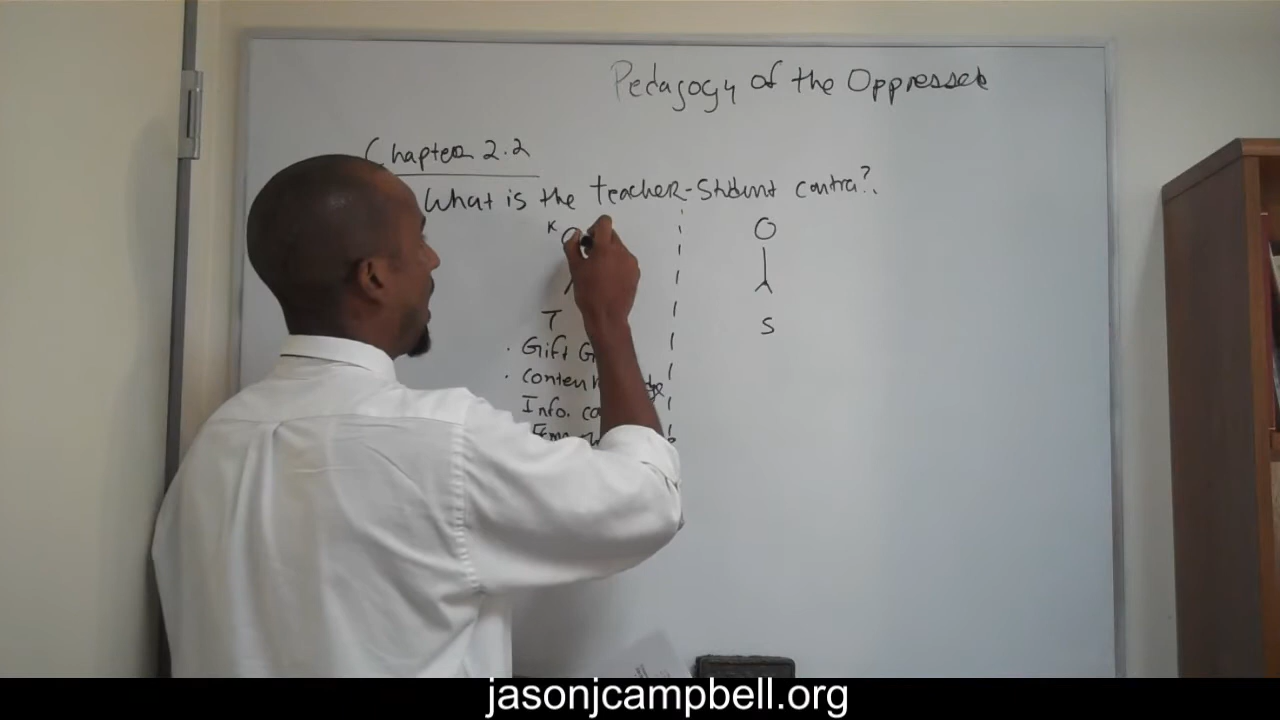 Pedagogy of the Oppressed
Chapter 2.2
What is the teacher-Student contra?.
K
T
S
. Gift
. Conten
Info.
jasonjcampbell.org